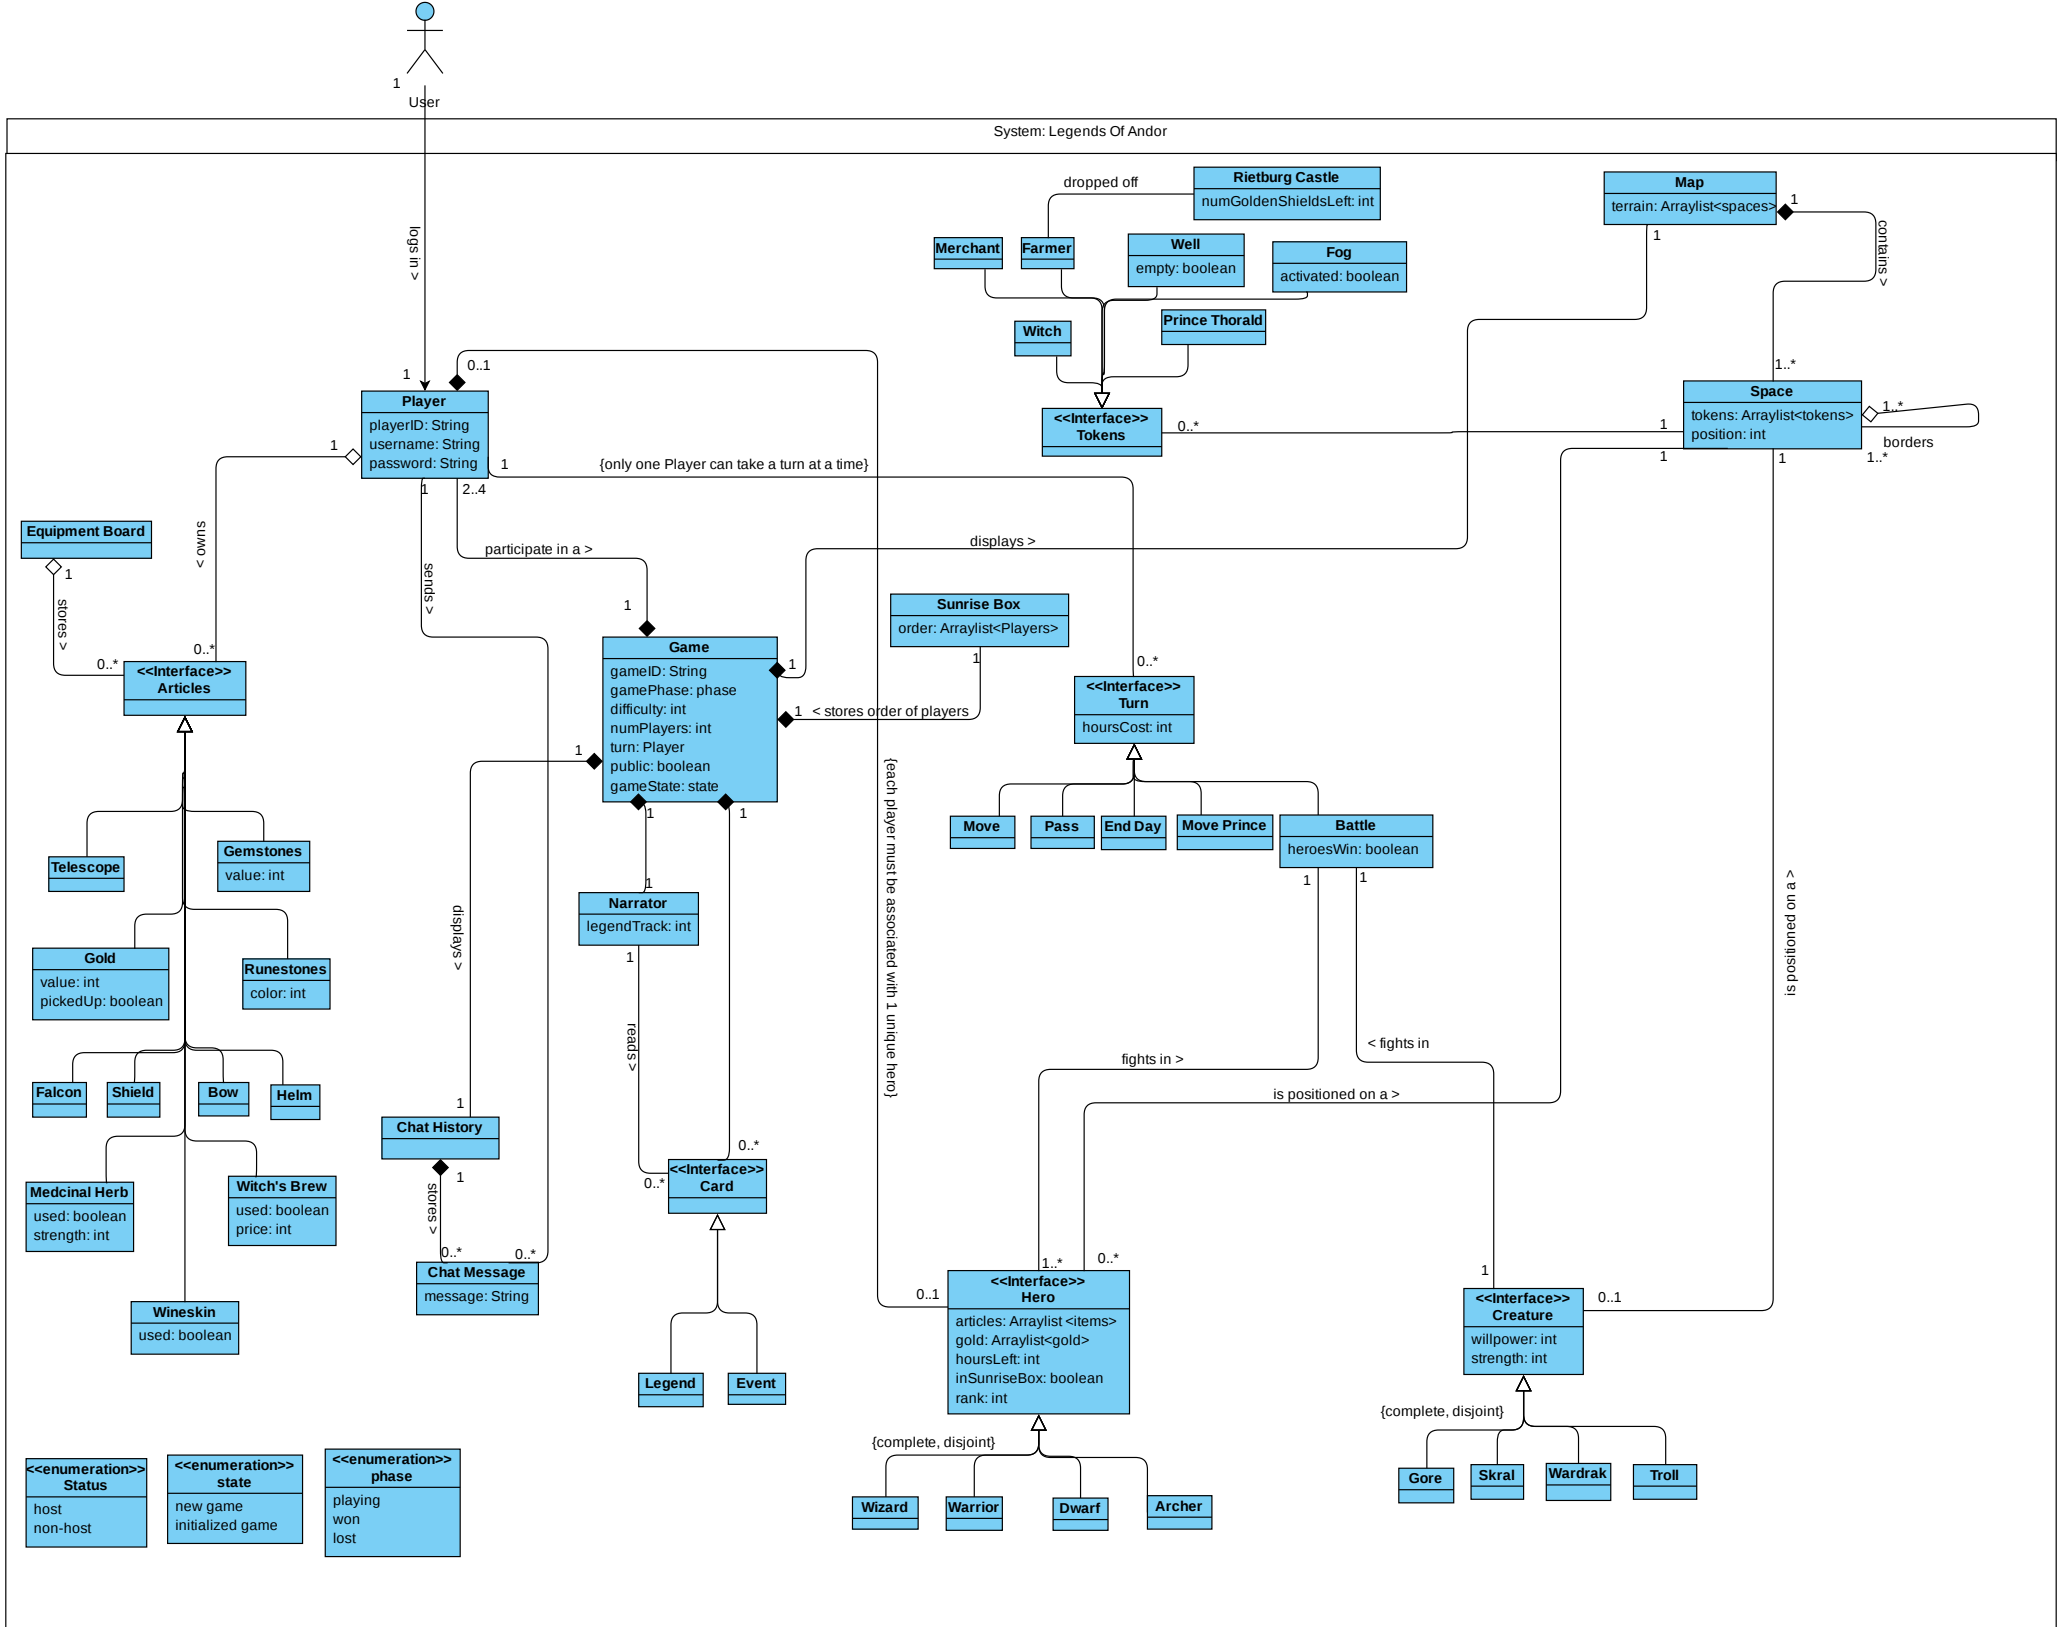 1
User
System: Legends Of Andor
logs in >
dropped off
Rietburg Castle
numGoldenShieldsLeft: int
Merchant
Farmer
Well
empty: boolean
Fog
activated: boolean
Witch
Prince Thorald
<<Interface>>
Tokens
0..*
1
Map
terrain: Arraylist<spaces>
1
1
contains >
1..*
Space
tokens: Arraylist<tokens>
position: int
1..*
borders
1..*
1
1
1
0..1
Player
playerID: String
username: String
password: String
1
1
{only one Player can take a turn at a time}
1
2..4
< owns
sends >
participate in a >
displays >
Equipment Board
1
stores >
0..*
0..*
<<Interface>>
Articles
1
Game
gameID: String
gamePhase: phase
difficulty: int
numPlayers: int
turn: Player
public: boolean
gameState: state
1
1
< stores order of players
1
1
1
Sunrise Box
order: Arraylist<Players>
1
0..*
<<Interface>>
Turn
hoursCost: int
Move
Pass
End Day
Move Prince
Battle
heroesWin: boolean
1
1
{each player must be associated with 1 unique hero}
is positioned on a >
Telescope
Gemstones
value: int
Gold
value: int
pickedUp: boolean
Runestones
color: int
Falcon
Shield
Bow
Helm
Medcinal Herb
used: boolean
strength: int
Witch's Brew
used: boolean
price: int
Wineskin
used: boolean
displays >
1
Narrator
legendTrack: int
1
reads >
fights in >
< fights in
is positioned on a >
1
Chat History
1
stores >
0..*
0..*
Chat Message
message: String
0..*
0..*
<<Interface>>
Card
Legend
Event
0..1
1..*
0..*
<<Interface>>
Hero
articles: Arraylist <items>
gold: Arraylist<gold>
hoursLeft: int
inSunriseBox: boolean
rank: int
{complete, disjoint}
Wizard
Warrior
Dwarf
Archer
1
0..1
<<Interface>>
Creature
willpower: int
strength: int
{complete, disjoint}
Gore
Skral
Wardrak
Troll
<<enumeration>>
Status
host
non-host
<<enumeration>>
state
new game
initialized game
<<enumeration>>
phase
playing
won
lost